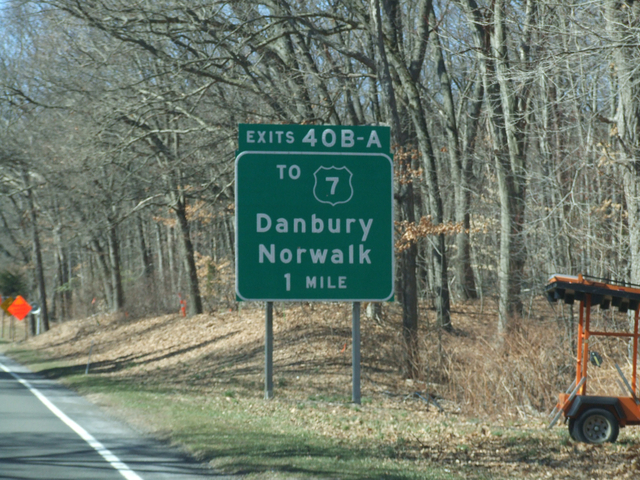 EXITS 40B-A
TO 7
Danbury
Norwalk
1 MILE